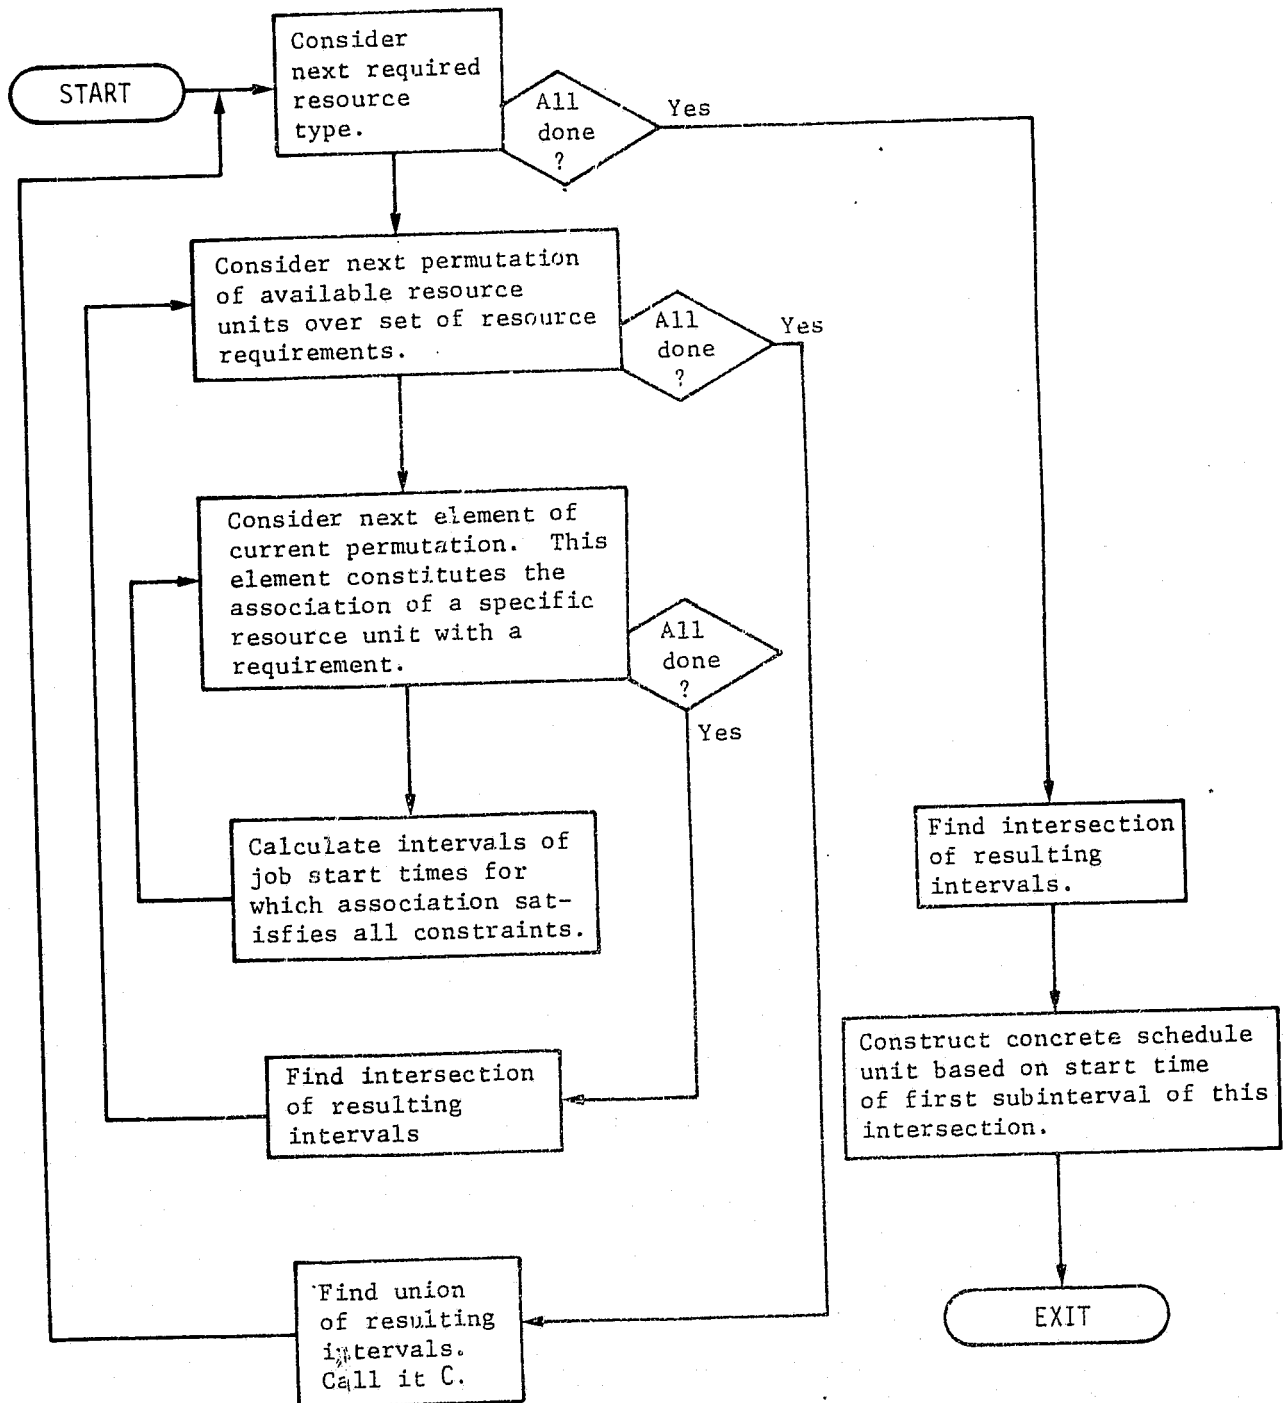 START
Consider
next required
resource
type.
All
done
?
Yes
Consider next permutation
of available resource
units over set of resource
requirements.
All
done
?
Yes
Consider next element of
current permutation. This
element constitutes the
association of a specific
resource unit with a
requirement.
All
done
?
Yes
Calculate intervals of
job start times for
which association sat-
isfies all constraints.
Find intersection
of resulting
intervals
Find union
of resulting
intervals.
Call it C.
Find intersection
of resulting
intervals.
Construct concrete schedule
unit based on start time
of first subinterval of this
intersection.
EXIT